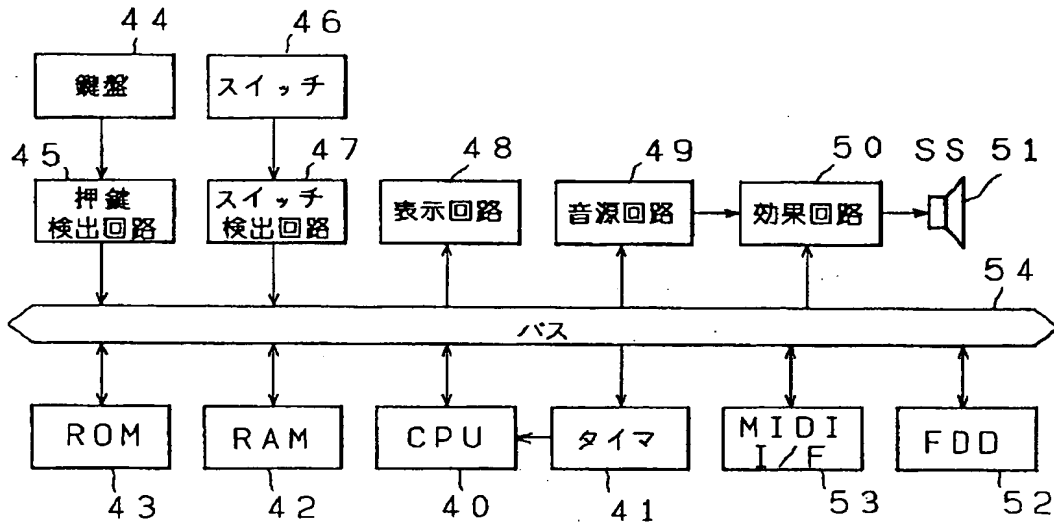 44
46
鍵盤
スイッチ
45
47
48
49
50
SS 51
押鍵
検出回路
スイッチ
検出回路
表示回路
音源回路
効果回路
54
バス
ROM
RAM
CPU
タイマ
MIDI
I/F
FDD
43
42
40
41
53
52